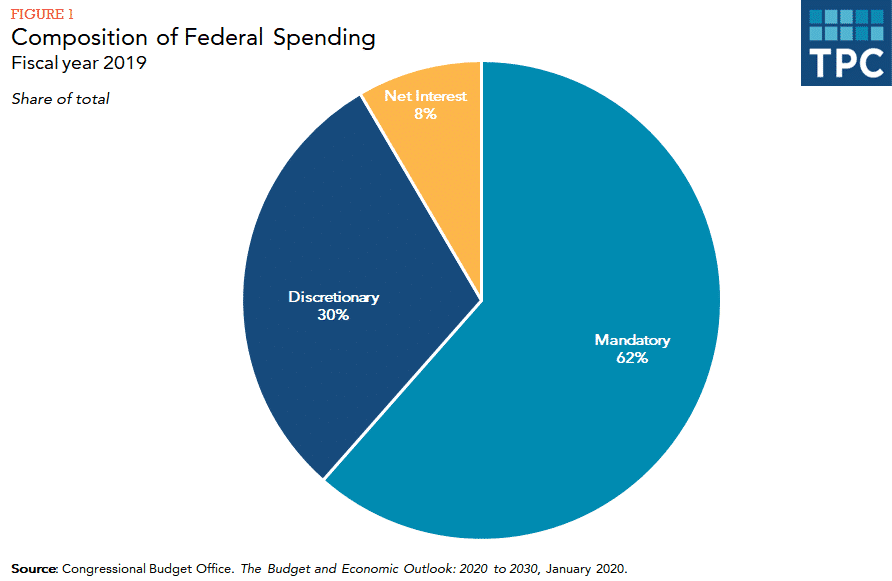 FIGURE 1
Composition of Federal Spending
Fiscal year 2019
Share of total
TPC
Net Interest
8%
Discretionary
30%
Mandatory
62%
Source: Congressional Budget Office. The Budget and Economic Outlook: 2020 to 2030, January 2020.